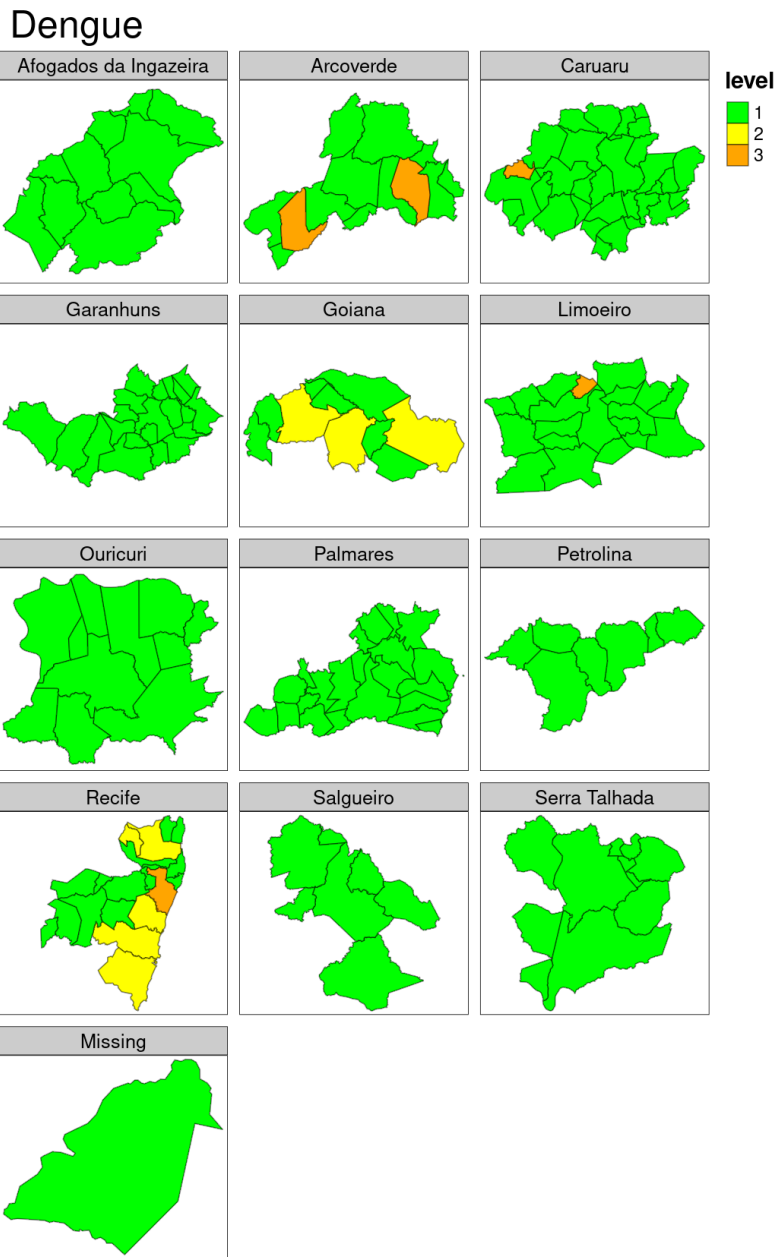 Dengue
Afogados da Ingazeira
Arcoverde
Caruaru
level
1
2
3
Garanhuns
Goiana
Limoeiro
Ouricuri
Palmares
Petrolina
Recife
Salgueiro
Serra Talhada
Missing